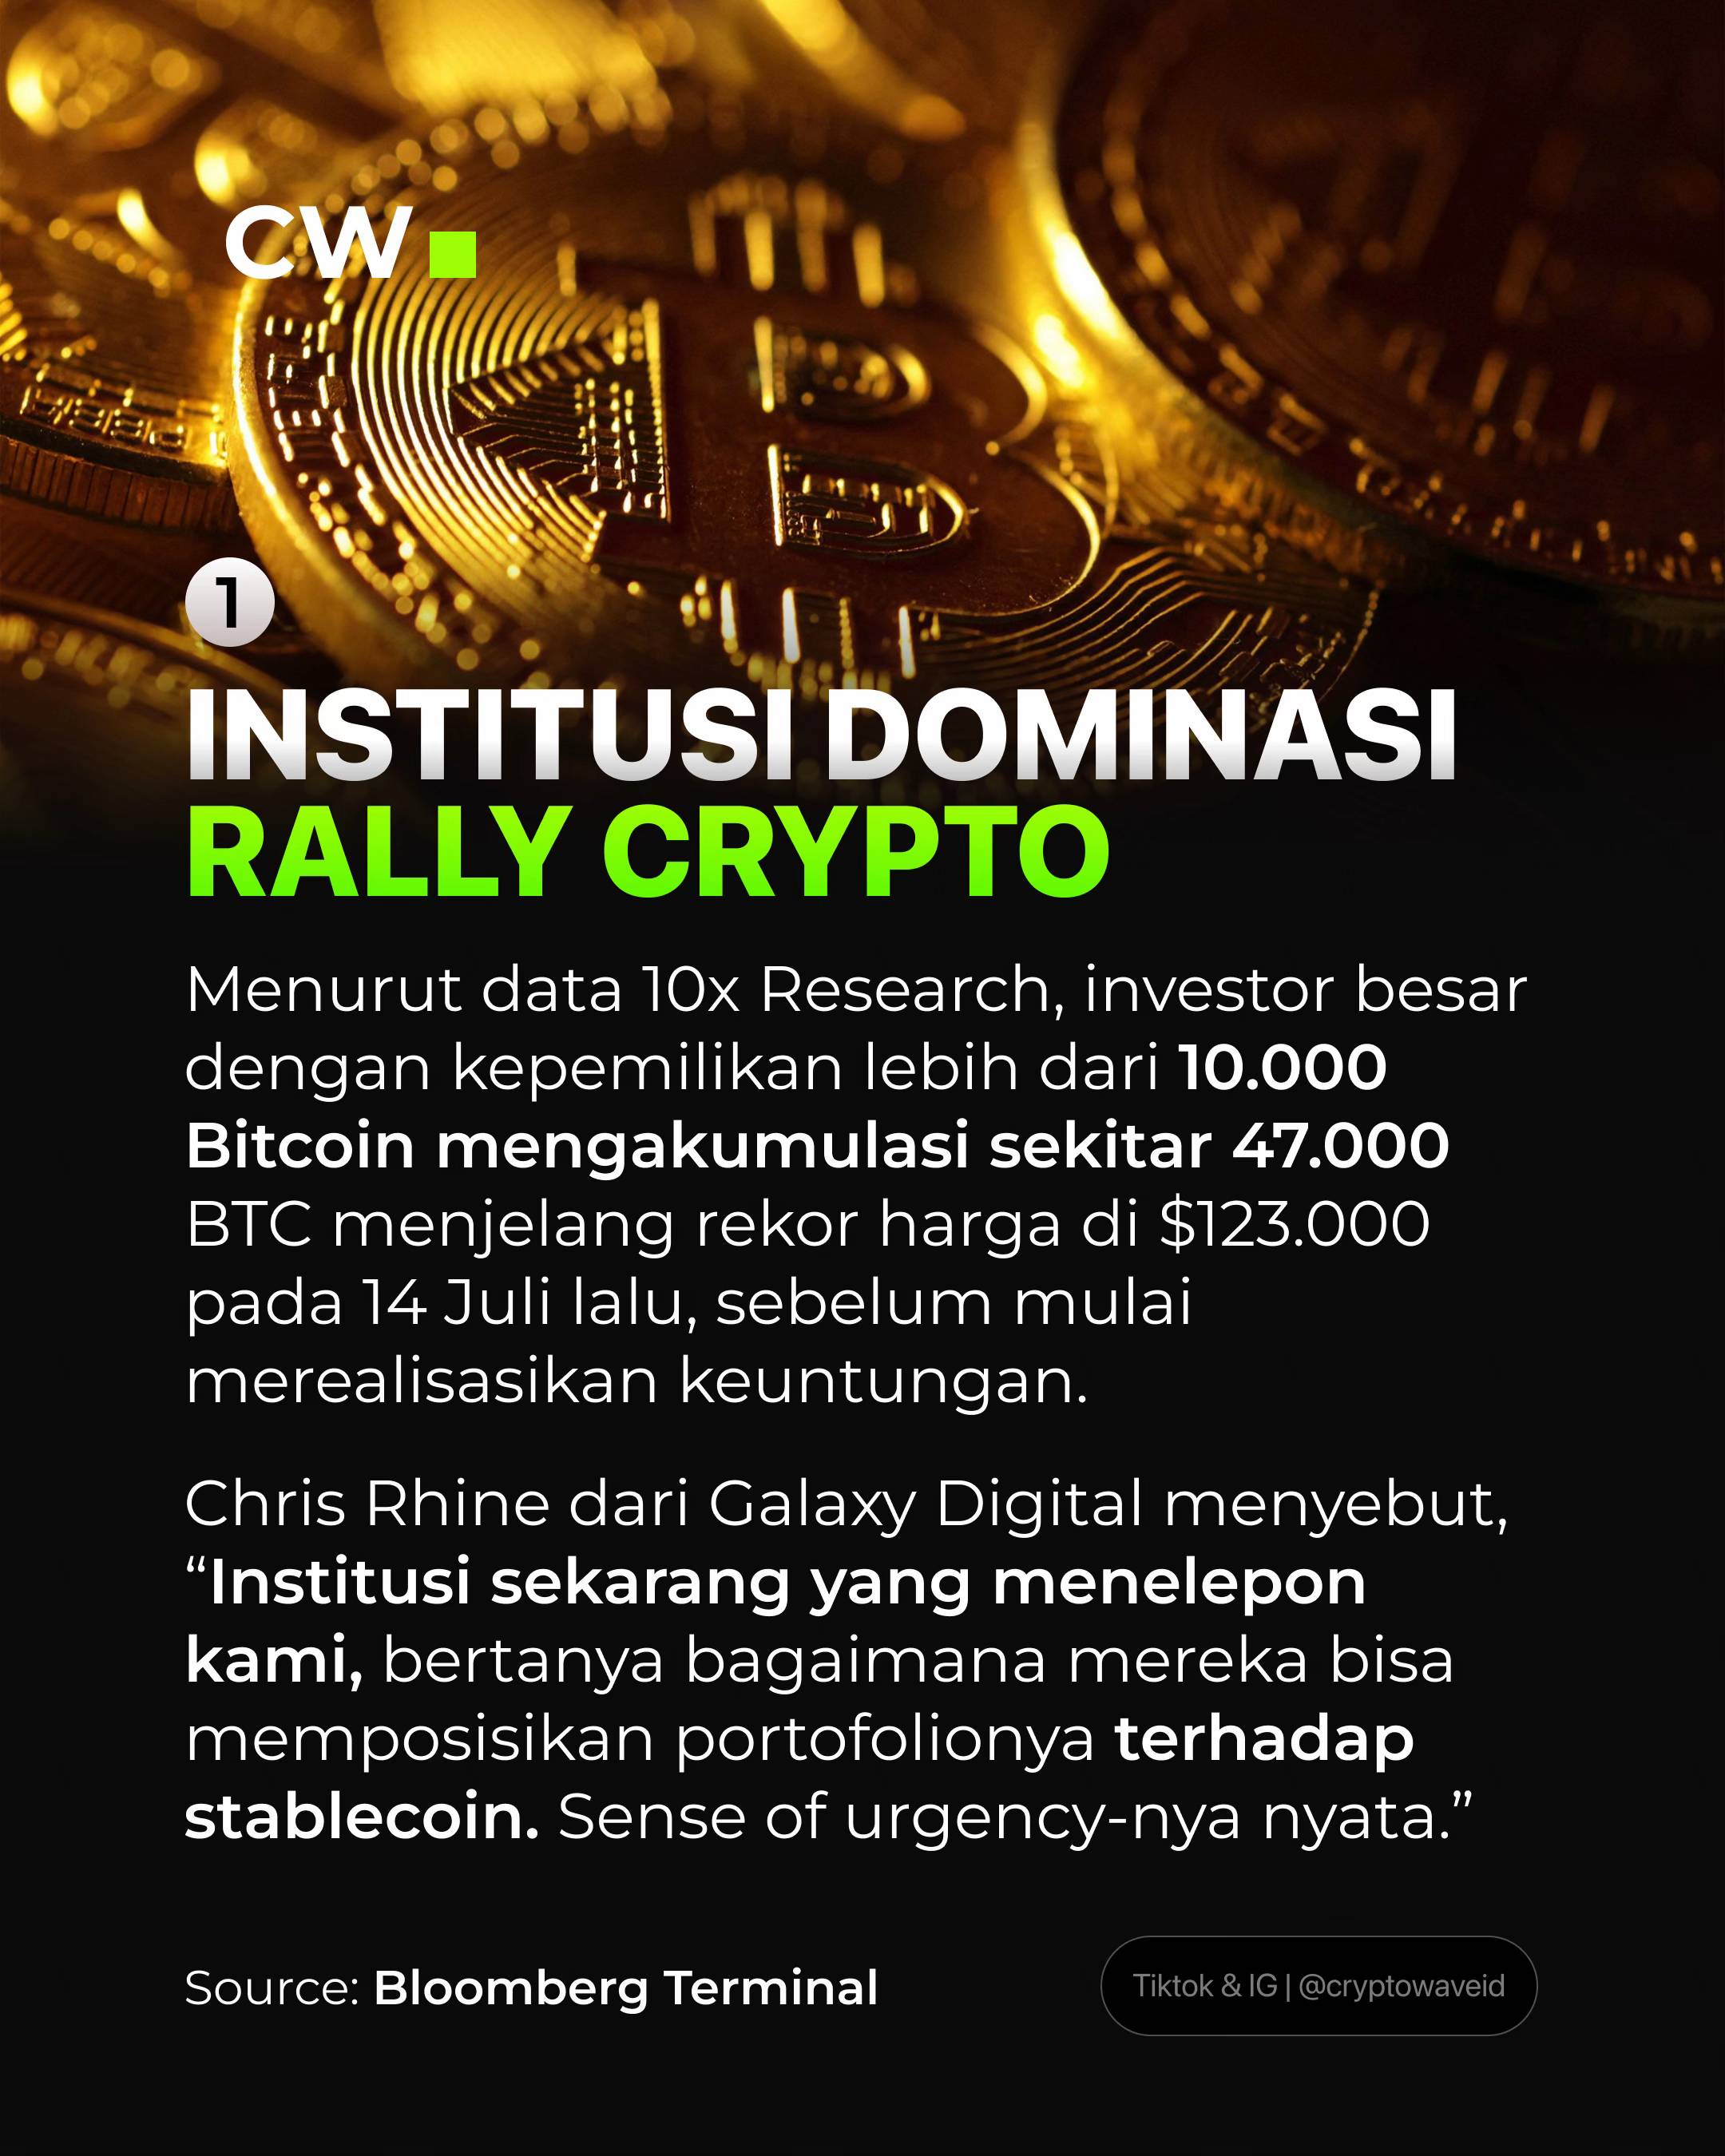 CW
1
INSTITUSI DOMINASI
RALLY CRYPTO
Menurut data 10x Research, investor besar
dengan kepemilikan lebih dari 10.000
Bitcoin mengakumulasi sekitar 47.000
BTC menjelang rekor harga di $123.000
pada 14 Juli lalu, sebelum mulai
merealisasikan keuntungan.
Chris Rhine dari Galaxy Digital menyebut,
“Institusi sekarang yang menelepon
kami, bertanya bagaimana mereka bisa
memposisikan portofolionya terhadap
stablecoin. Sense of urgency-nya nyata.”
Source: Bloomberg Terminal
Tiktok & IG | @cryptowaveid